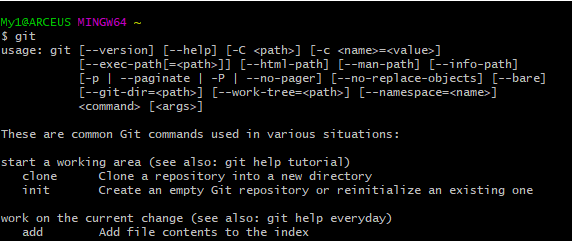 My1@ARCEUS MINGW64 ~
$ git
usage: git [--version] [--help] [-C <path>] [-c <name>=<value>]
           [--exec-path[=<path>]] [--html-path] [--man-path] [--info-path]
           [-p | --paginate | -P | --no-pager] [--no-replace-objects] [--bare]
           [--git-dir=<path>] [--work-tree=<path>] [--namespace=<name>]
           <command> [<args>]

These are common Git commands used in various situations:

start a working area (see also: git help tutorial)
   clone     Clone a repository into a new directory
   init      Create an empty Git repository or reinitialize an existing one

work on the current change (see also: git help everyday)
   add       Add file contents to the index